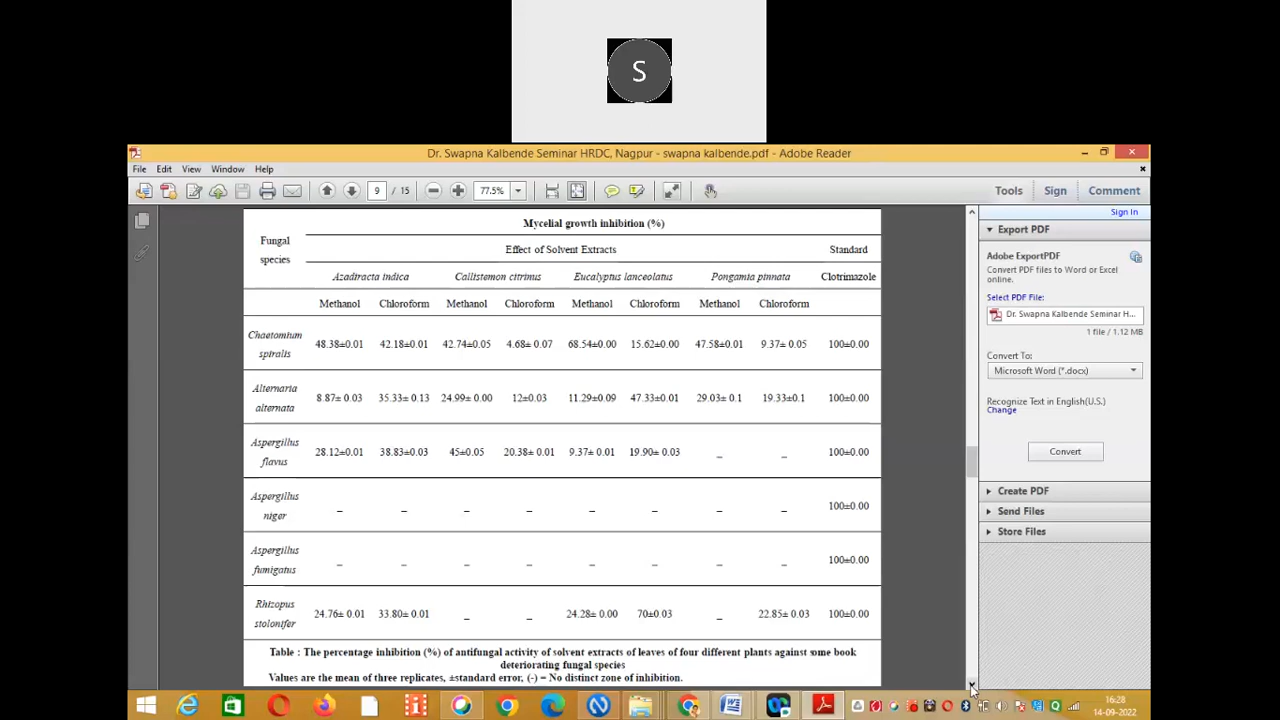 S
Dr. Swapna Kalbende Seminar HRDC, Nagpur - swapna kalbende.pdf - Adobe Reader
File Edit View Window Help
9 / 15 77.5% Tools Sign Comment
Sign In
Export PDF
Adobe ExportPDF
Convert PDF files to Word or Excel
online.
Select PDF File:
Dr. Swapna Kalbende Seminar H...
1 file / 1.12 MB
Convert To:
Microsoft Word (*.docx)
Recognize Text in English(U.S.)
Change
Convert
Create PDF
Send Files
Store Files
Mycelial growth inhibition (%)
Fungal
species
Effect of Solvent Extracts Standard
Azadiracta indica Callistemon citrimus Eucalyptus lanceolatus Pongamia pinnata Clotrimazole
Methanol Chloroform Methanol Chloroform Methanol Chloroform Methanol Chloroform
Chaetomium
spiralis
48.38±0.01 42.18±0.01 42.74±0.05 4.68± 0.07 68.54±0.00 15.62±0.00 47.58±0.01 9.37± 0.05 100±0.00
Alternaria
alternata
8.87± 0.03 35.33± 0.13 24.99± 0.00 12±0.03 11.29±0.09 47.33±0.01 29.03± 0.1 19.33±0.1 100±0.00
Aspergillus
flavus
28.12±0.01 38.83±0.03 45±0.05 20.38± 0.01 9.37± 0.01 19.90± 0.03 _ _ 100±0.00
Aspergillus
niger
_ _ _ _ _ _ _ _ 100±0.00
Aspergillus
fumigatus
_ _ _ _ _ _ _ _ 100±0.00
Rhizopus
stolonifer
24.76± 0.01 33.80± 0.01 _ _ 24.28± 0.00 70±0.03 _ 22.85± 0.03 100±0.00
Table : The percentage inhibition (%) of antifungal activity of solvent extracts of leaves of four different plants against some book
deteriorating fungal species
Values are the mean of three replicates, ±standard error, (-) = No distinct zone of inhibition.
16:28
14-09-2022